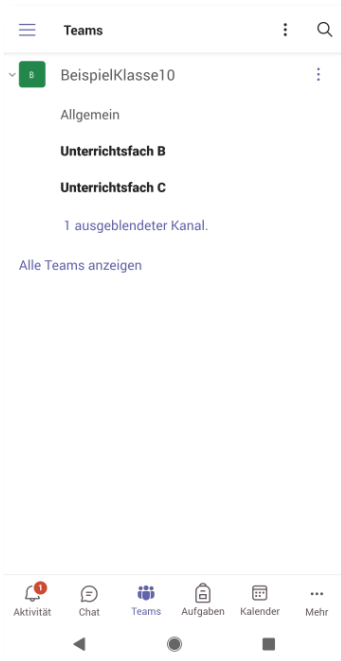 Teams
B BeispielKlasse10
Allgemein
Unterrichtsfach B
Unterrichtsfach C
1 ausgeblendeter Kanal.
Alle Teams anzeigen
1
Aktivität Chat Teams Aufgaben Kalender Mehr